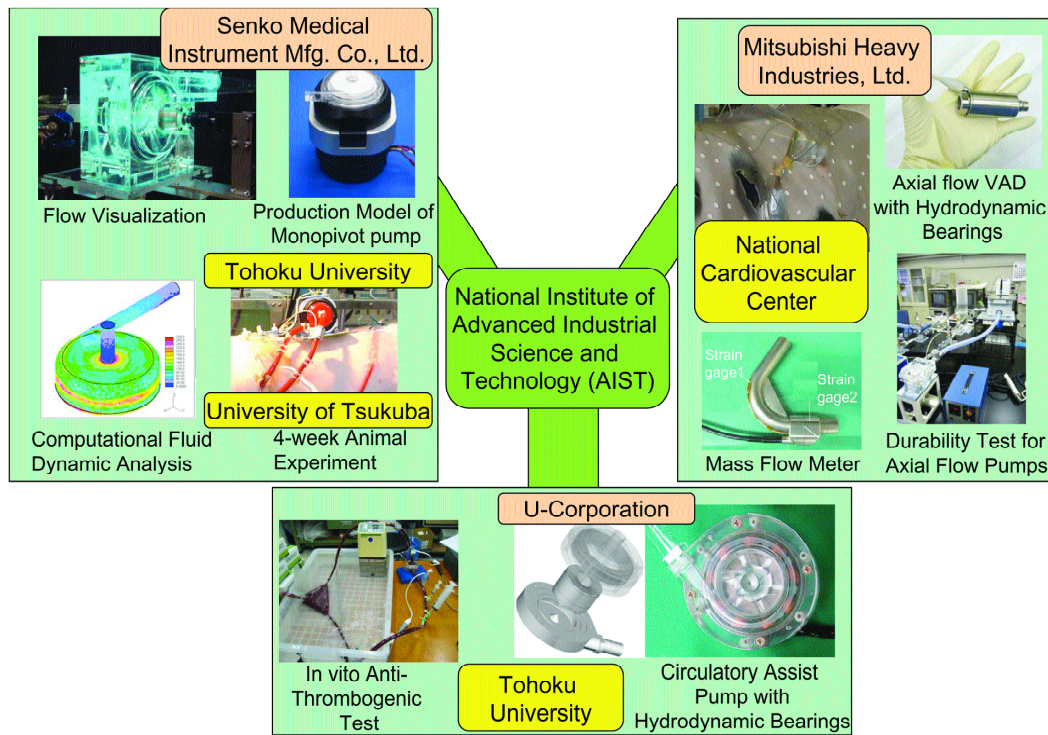 Senko Medical
Instrument Mfg. Co., Ltd.
Flow Visualization
Production Model of
Monopivot pump
Tohoku University
University of Tsukuba
Computational Fluid
Dynamic Analysis
4-week Animal
Experiment
National Institute of
Advanced Industrial
Science and
Technology (AIST)
Mitsubishi Heavy
Industries, Ltd.
Axial flow VAD
with Hydrodynamic
Bearings
National
Cardiovascular
Center
Strain
gage1
Strain
gage2
Mass Flow Meter
Durability Test for
Axial Flow Pumps
U-Corporation
In vito Anti-
Thrombogenic
Test
Tohoku
University
Circulatory Assist
Pump with
Hydrodynamic Bearings